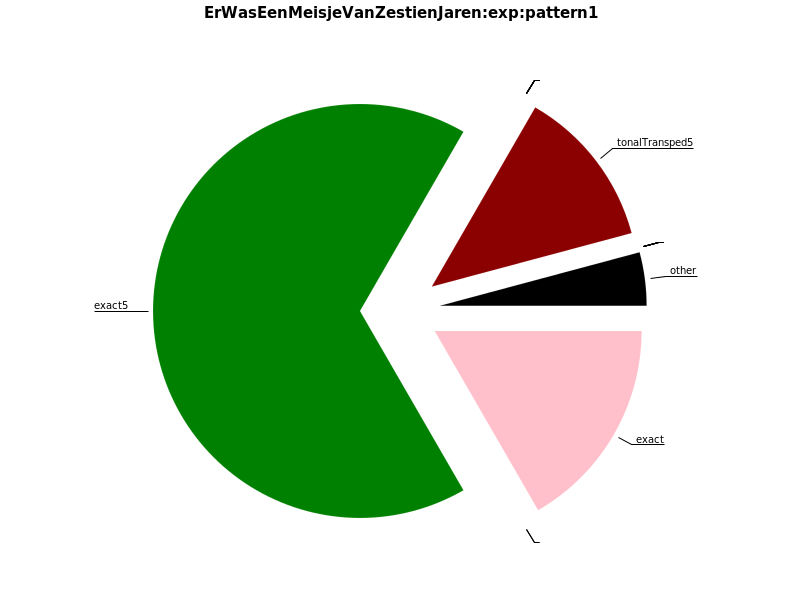 ErWasEenMeisjeVanZestienJaren:exp:pattern1
tonalTransped5
other
exact5
exact